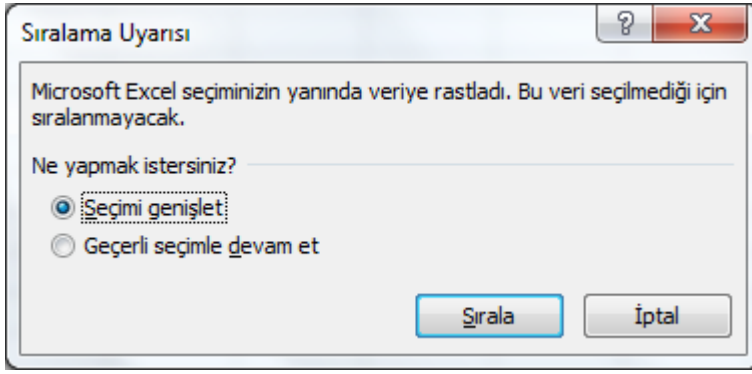 Sıralama Uyarısı
Microsoft Excel seçiminizin yanında veriye rastladı. Bu veri seçilmediği için
sıralanmayacak.
Ne yapmak istersiniz?
Seçimi genişlet
Geçerli seçimle devam et
Sırala İptal